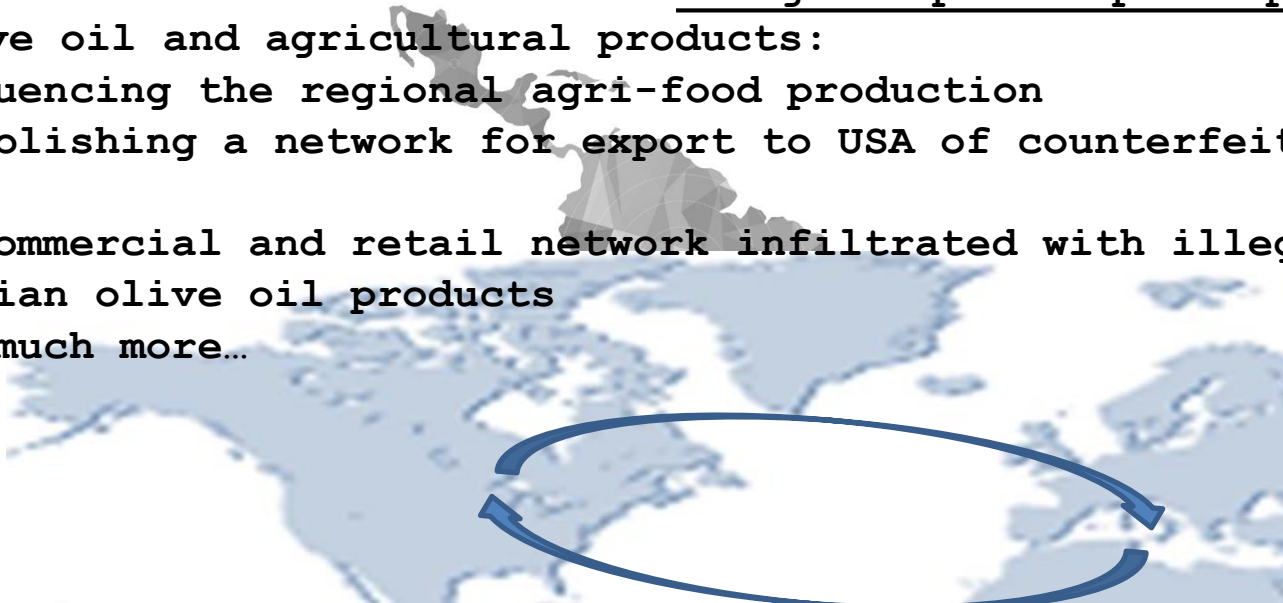 ve oil and agricultural products:
uencing the regional agri-food production
olishing a network for export to USA of counterfeit
ommercial and retail network infiltrated with illeg
ian olive oil products
much more…